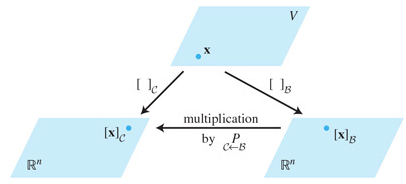 V
x
[ ]𝒞
[ ]ℬ
multiplication
[x]𝒞
by P 𝒞←ℬ
[x]ℬ
ℝⁿ
ℝⁿ